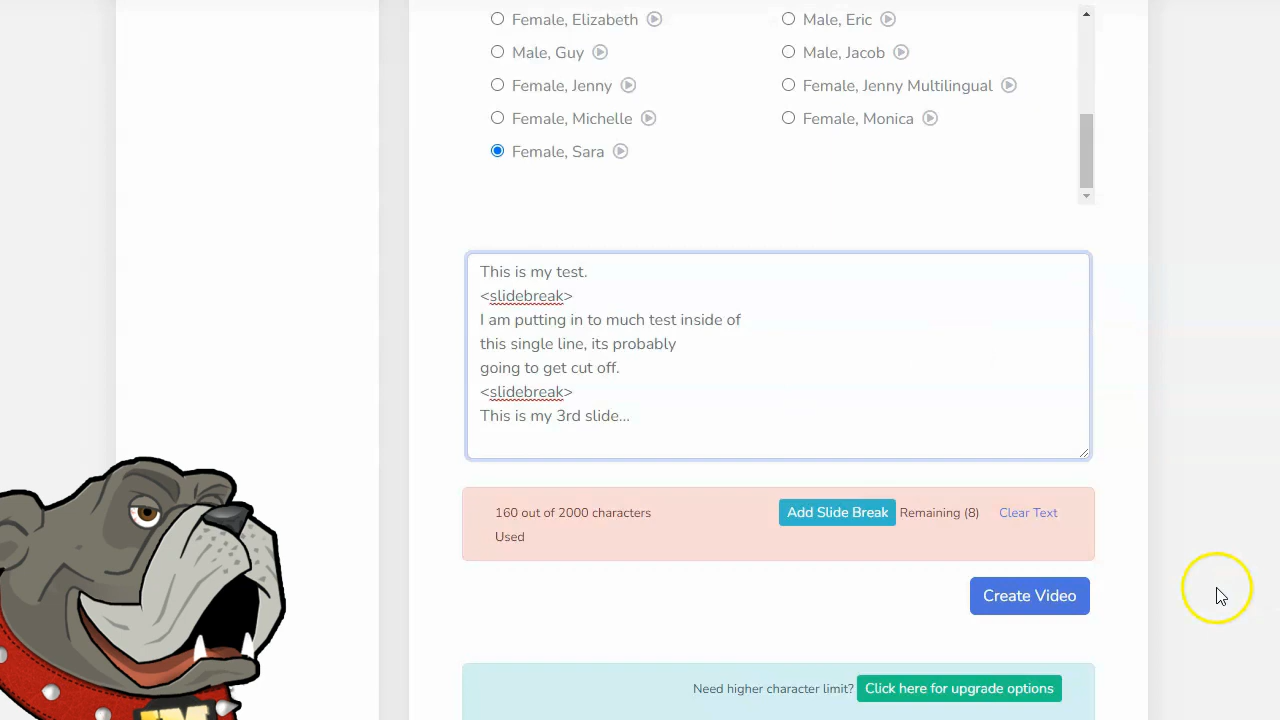 Female, Elizabeth
Male, Eric
Male, Guy
Male, Jacob
Female, Jenny
Female, Jenny Multilingual
Female, Michelle
Female, Monica
Female, Sara
This is my test.
<slidebreak>
I am putting in to much test inside of
this single line, its probably
going to get cut off.
<slidebreak>
This is my 3rd slide...
160 out of 2000 characters
Used
Add Slide Break
Remaining (8)
Clear Text
Create Video
Need higher character limit?
Click here for upgrade options
IM